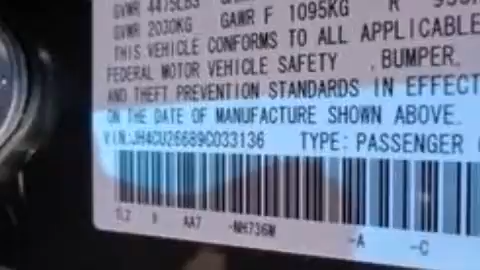 GVWR 4475LBS
GVWR 2030KG GAWR F 1095KG R
THIS VEHICLE CONFORMS TO ALL APPLICABLE
FEDERAL MOTOR VEHICLE SAFETY , BUMPER,
AND THEFT PREVENTION STANDARDS IN EFFECT
ON THE DATE OF MANUFACTURE SHOWN ABOVE.
VIN:JH4CU26689C033136 TYPE: PASSENGER
AA7 -NH736M -A -C